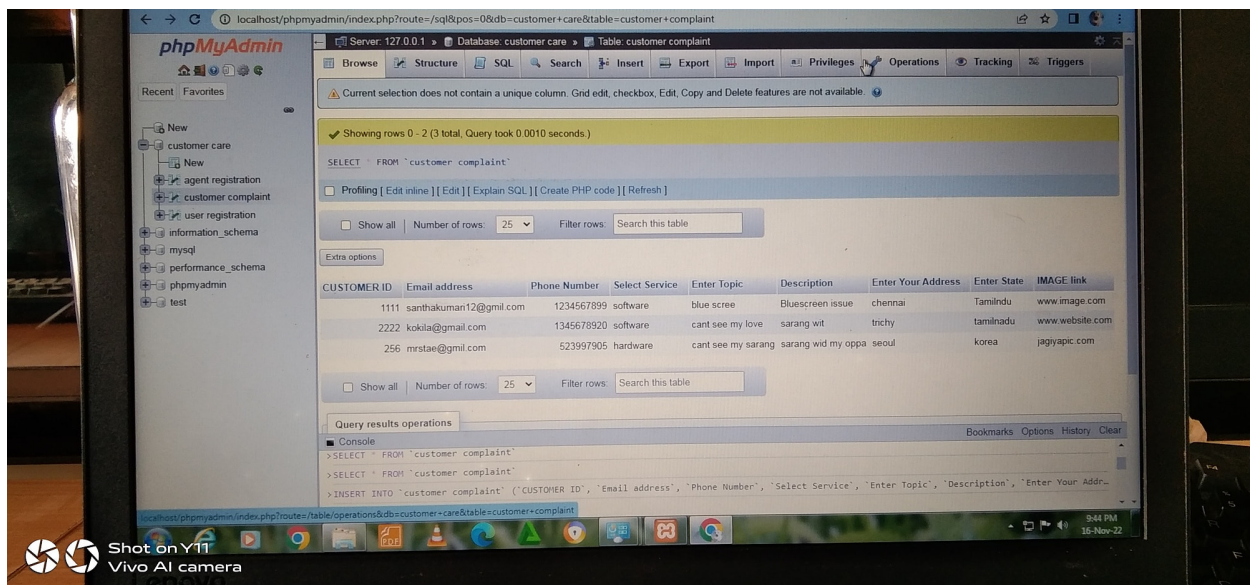 localhost/phpmyadmin/index.php?route=/sql&pos=0&db=customer+care&table=customer+complaint
phpMyAdmin
Recent Favorites
New
customer care
New
agent registration
customer complaint
user registration
information_schema
mysql
performance_schema
phpmyadmin
test
Server: 127.0.0.1 » Database: customer care » Table: customer complaint
Browse Structure SQL Search Insert Export Import Privileges Operations Tracking Triggers
Current selection does not contain a unique column. Grid edit, checkbox, Edit, Copy and Delete features are not available.
Showing rows 0 - 2 (3 total, Query took 0.0010 seconds.)
SELECT * FROM `customer complaint`
Profiling [ Edit inline ] [ Edit ] [ Explain SQL ] [ Create PHP code ] [ Refresh ]
Show all | Number of rows: 25 Filter rows: Search this table
Extra options
CUSTOMER ID Email address Phone Number Select Service Enter Topic Description Enter Your Address Enter State IMAGE link
1111 santhakumari12@gmil.com 1234567899 software blue scree Bluescreen issue chennai Tamilndu www.image.com
2222 kokila@gmail.com 1345678920 software cant see my love sarang wit trichy tamilnadu www.website.com
256 mrstae@gmil.com 523997905 hardware cant see my sarang sarang wid my oppa seoul korea jagiyapic.com
Show all | Number of rows: 25 Filter rows: Search this table
Query results operations
Console
Bookmarks Options History Clear
>SELECT * FROM `customer complaint`
>SELECT * FROM `customer complaint`
>INSERT INTO `customer complaint` (`CUSTOMER ID`, `Email address`, `Phone Number`, `Select Service`, `Enter Topic`, `Description`, `Enter Your Addr...
localhost/phpmyadmin/index.php?route=/table/operations&db=customer+care&table=customer+complaint
PDF
9:44 PM
16-Nov-22
Shot on Y11
Vivo AI camera
Lenovo